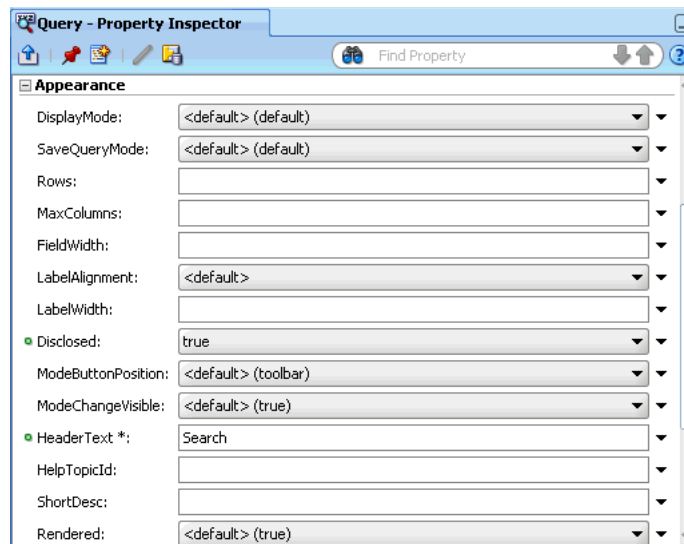 Query - Property Inspector
Find Property
Appearance
DisplayMode: <default> (default)
SaveQueryMode: <default> (default)
Rows:
MaxColumns:
FieldWidth:
LabelAlignment: <default>
LabelWidth:
Disclosed: true
ModeButtonPosition: <default> (toolbar)
ModeChangeVisible: <default> (true)
HeaderText *: Search
HelpTopicId:
ShortDesc:
Rendered: <default> (true)